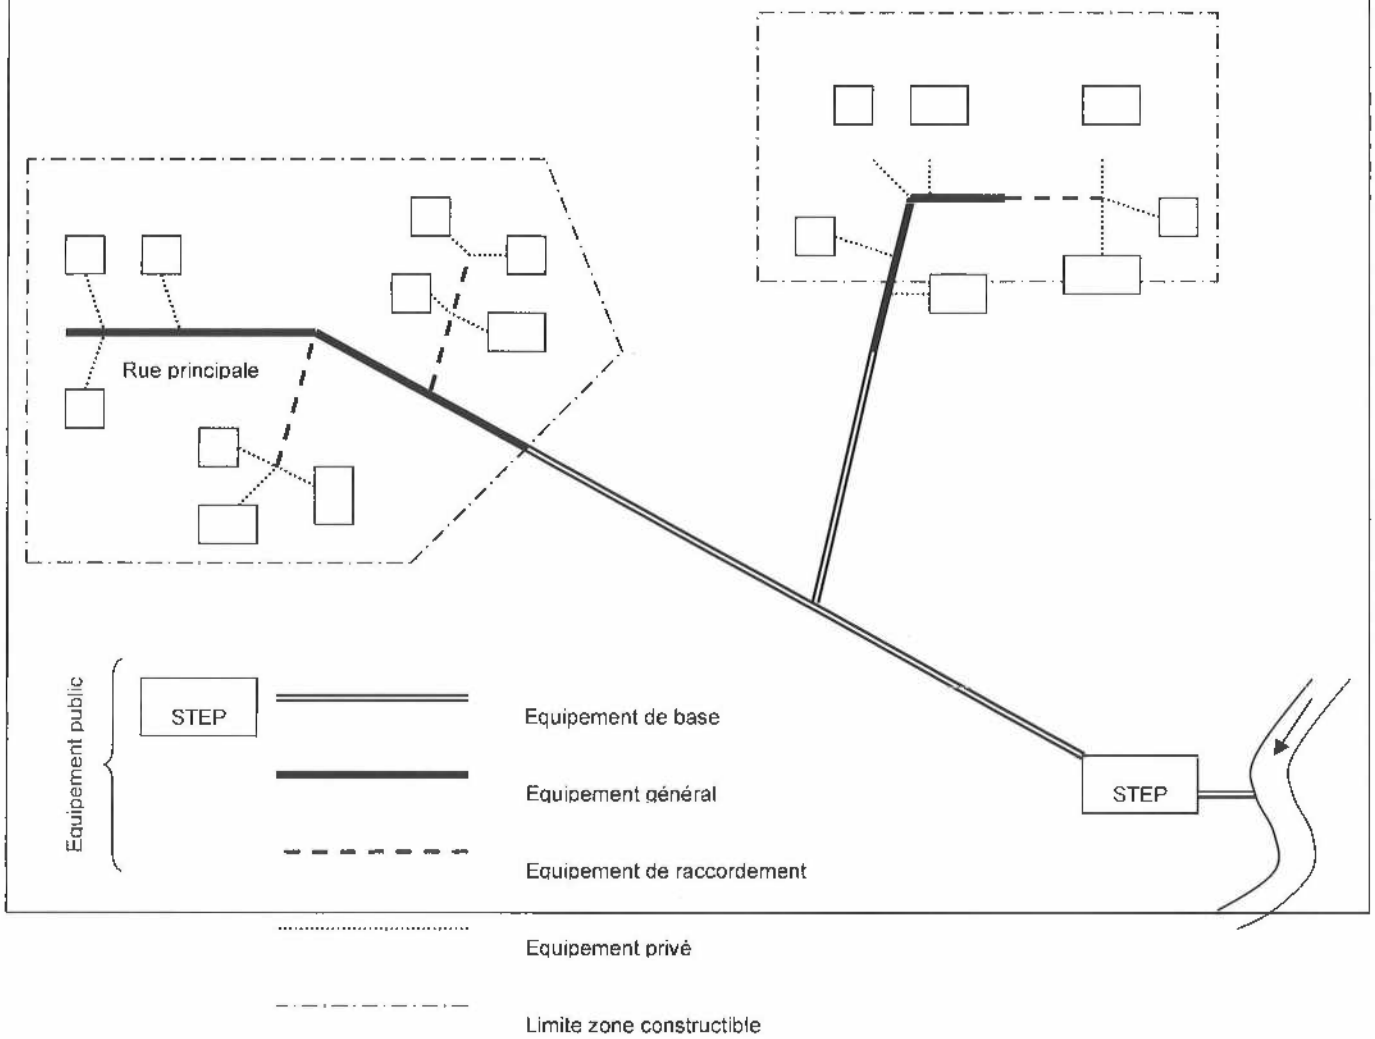 Rue principale
Equipement public
STEP
Equipement de base
Equipement général
STEP
Equipement de raccordement
Equipement privé
Limite zone constructible